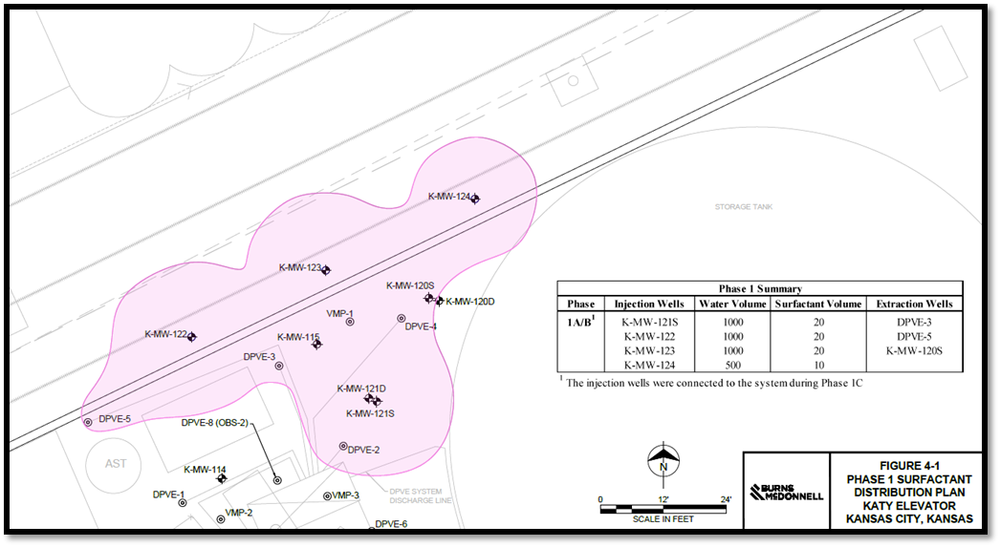 K-MW-124
STORAGE TANK
K-MW-123
K-MW-120S
K-MW-120D
VMP-1
DPVE-4
K-MW-122
K-MW-115
DPVE-3
K-MW-121D
K-MW-121S
DPVE-5
DPVE-8 (OBS-2)
DPVE-2
AST
K-MW-114
DPVE-1
VMP-3
DPVE SYSTEM
DISCHARGE LINE
VMP-2
DPVE-6
Phase 1 Summary
Phase Injection Wells Water Volume Surfactant Volume Extraction Wells
1A/B¹ K-MW-121S 1000 20 DPVE-3
K-MW-122 1000 20 DPVE-5
K-MW-123 1000 20 K-MW-120S
K-MW-124 500 10
¹ The injection wells were connected to the system during Phase 1C
N
0 12' 24'
SCALE IN FEET
BURNS
McDONNELL
FIGURE 4-1
PHASE 1 SURFACTANT
DISTRIBUTION PLAN
KATY ELEVATOR
KANSAS CITY, KANSAS